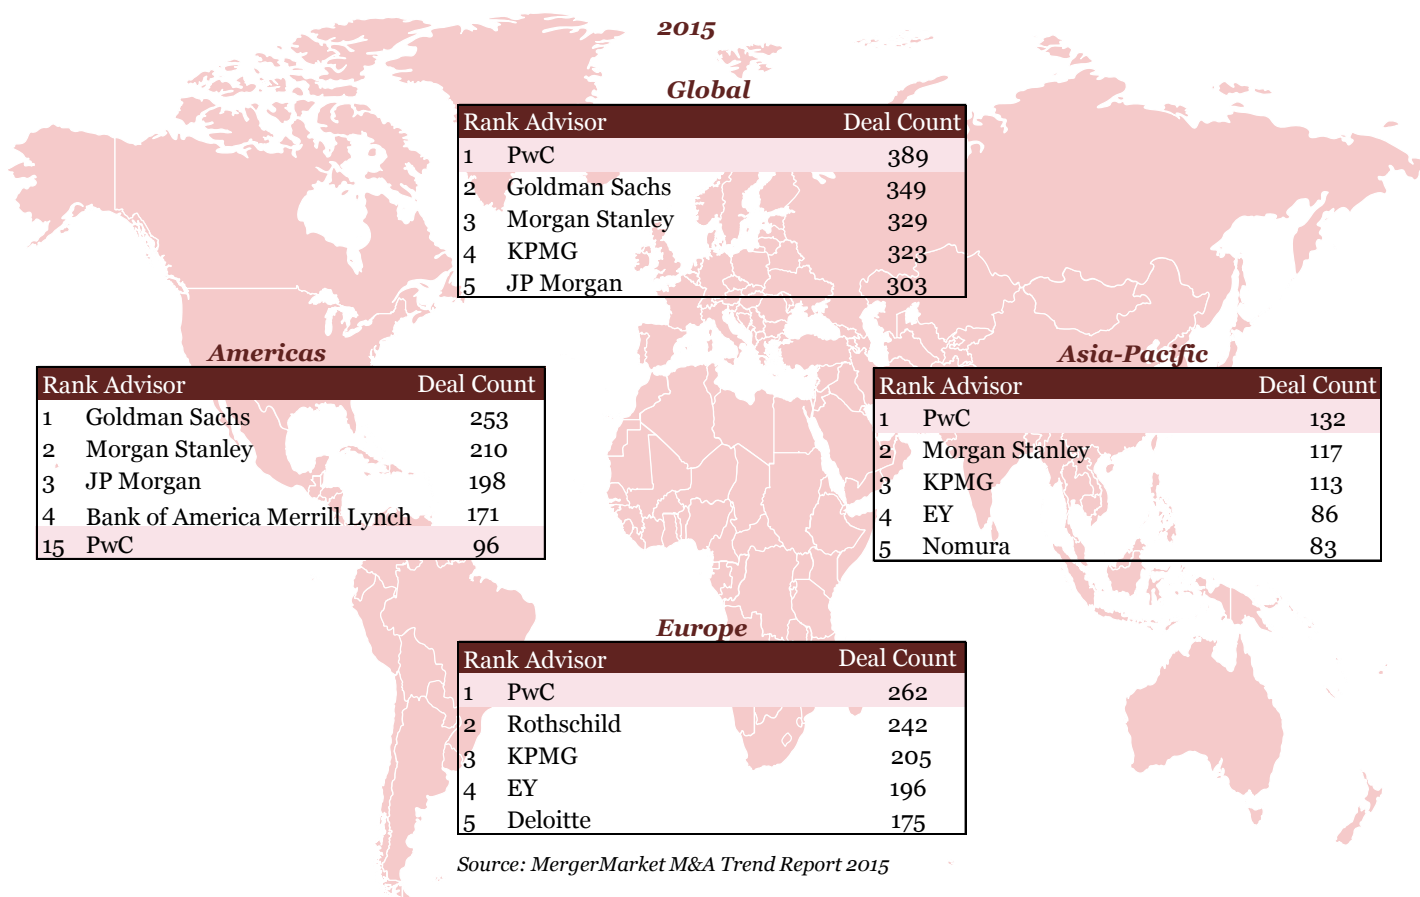 2015
Global
Rank Advisor Deal Count
1 PwC 389
2 Goldman Sachs 349
3 Morgan Stanley 329
4 KPMG 323
5 JP Morgan 303
Americas
Rank Advisor Deal Count
1 Goldman Sachs 253
2 Morgan Stanley 210
3 JP Morgan 198
4 Bank of America Merrill Lynch 171
15 PwC 96
Asia-Pacific
Rank Advisor Deal Count
1 PwC 132
2 Morgan Stanley 117
3 KPMG 113
4 EY 86
5 Nomura 83
Europe
Rank Advisor Deal Count
1 PwC 262
2 Rothschild 242
3 KPMG 205
4 EY 196
5 Deloitte 175
Source: MergerMarket M&A Trend Report 2015